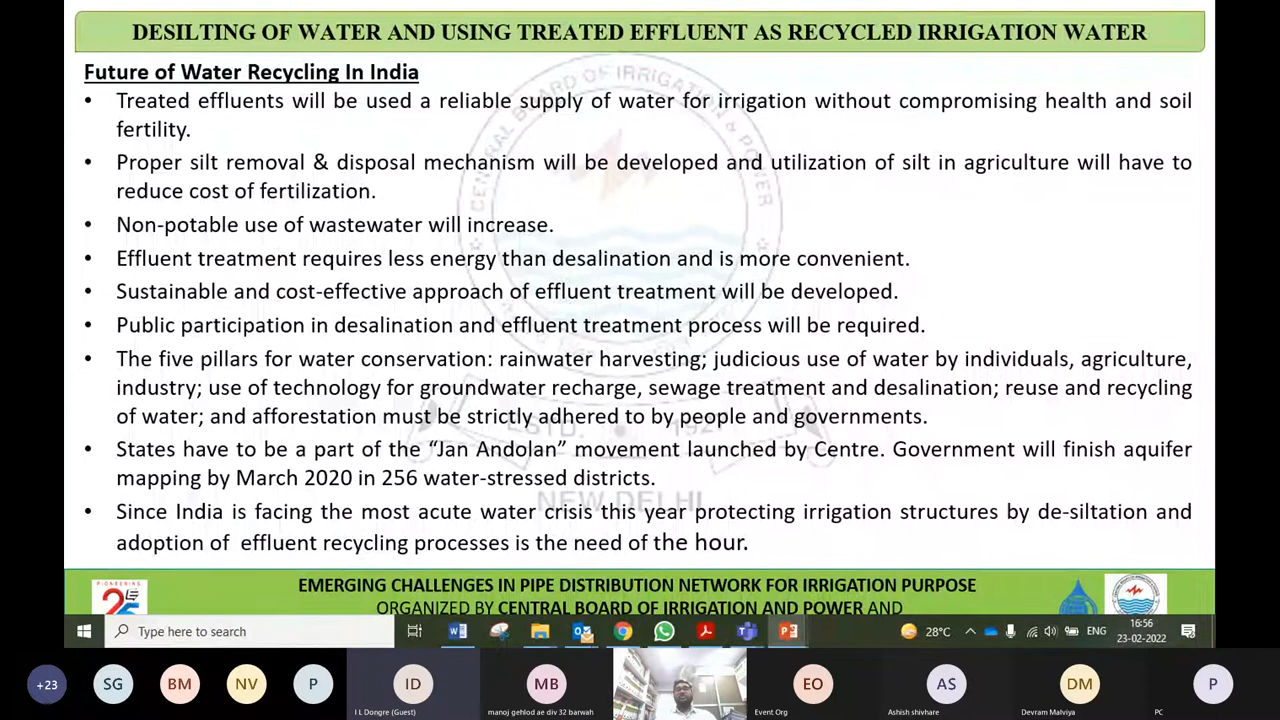 DESILTING OF WATER AND USING TREATED EFFLUENT AS RECYCLED IRRIGATION WATER
Future of Water Recycling In India
• Treated effluents will be used a reliable supply of water for irrigation without compromising health and soil
fertility.
• Proper silt removal & disposal mechanism will be developed and utilization of silt in agriculture will have to
reduce cost of fertilization.
• Non-potable use of wastewater will increase.
• Effluent treatment requires less energy than desalination and is more convenient.
• Sustainable and cost-effective approach of effluent treatment will be developed.
• Public participation in desalination and effluent treatment process will be required.
• The five pillars for water conservation: rainwater harvesting; judicious use of water by individuals, agriculture,
industry; use of technology for groundwater recharge, sewage treatment and desalination; reuse and recycling
of water; and afforestation must be strictly adhered to by people and governments.
• States have to be a part of the “Jan Andolan” movement launched by Centre. Government will finish aquifer
mapping by March 2020 in 256 water-stressed districts.
• Since India is facing the most acute water crisis this year protecting irrigation structures by de-siltation and
adoption of effluent recycling processes is the need of the hour.
CENTRAL BOARD OF IRRIGATION & POWER
ESTD. 1927
NEW DELHI
PIONEERING
25
EMERGING CHALLENGES IN PIPE DISTRIBUTION NETWORK FOR IRRIGATION PURPOSE
ORGANIZED BY CENTRAL BOARD OF IRRIGATION AND POWER AND
Type here to search
28°C
ENG
16:56
23-02-2022
+23
SG
BM
NV
P
ID
I L Dongre (Guest)
MB
manoj gehlod ae div 32 barwah
EO
Event Org
AS
Ashish shivhare
DM
Devram Malviya
P
PC